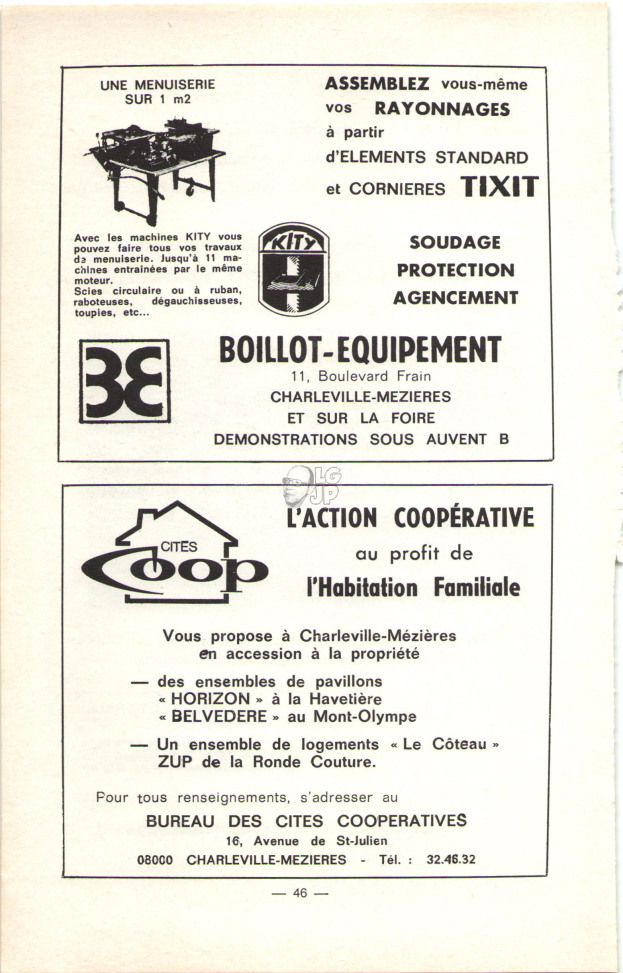 UNE MENUISERIE
SUR 1 m2
ASSEMBLEZ vous-même
vos RAYONNAGES
à partir
d'ELEMENTS STANDARD
et CORNIERES TIXIT
Avec les machines KITY vous
pouvez faire tous vos travaux
de menuiserie. Jusqu'à 11 ma-
chines entrainées par le même
moteur.
Scies circulaire ou à ruban,
raboteuses, dégauchisseuses,
toupies, etc...
KITY
SOUDAGE
PROTECTION
AGENCEMENT
BOILLOT-EQUIPEMENT
11, Boulevard Frain
CHARLEVILLE-MEZIERES
ET SUR LA FOIRE
DEMONSTRATIONS SOUS AUVENT B
LG
JP
CITÉS
Coop
L'ACTION COOPÉRATIVE
au profit de
l'Habitation Familiale
Vous propose à Charleville-Mézières
en accession à la propriété
— des ensembles de pavillons
« HORIZON » à la Havetière
« BELVEDERE » au Mont-Olympe
— Un ensemble de logements « Le Côteau »
ZUP de la Ronde Couture.
Pour tous renseignements, s'adresser au
BUREAU DES CITES COOPERATIVES
16, Avenue de St-Julien
08000 CHARLEVILLE-MEZIERES - Tél. : 32.46.32
— 46 —